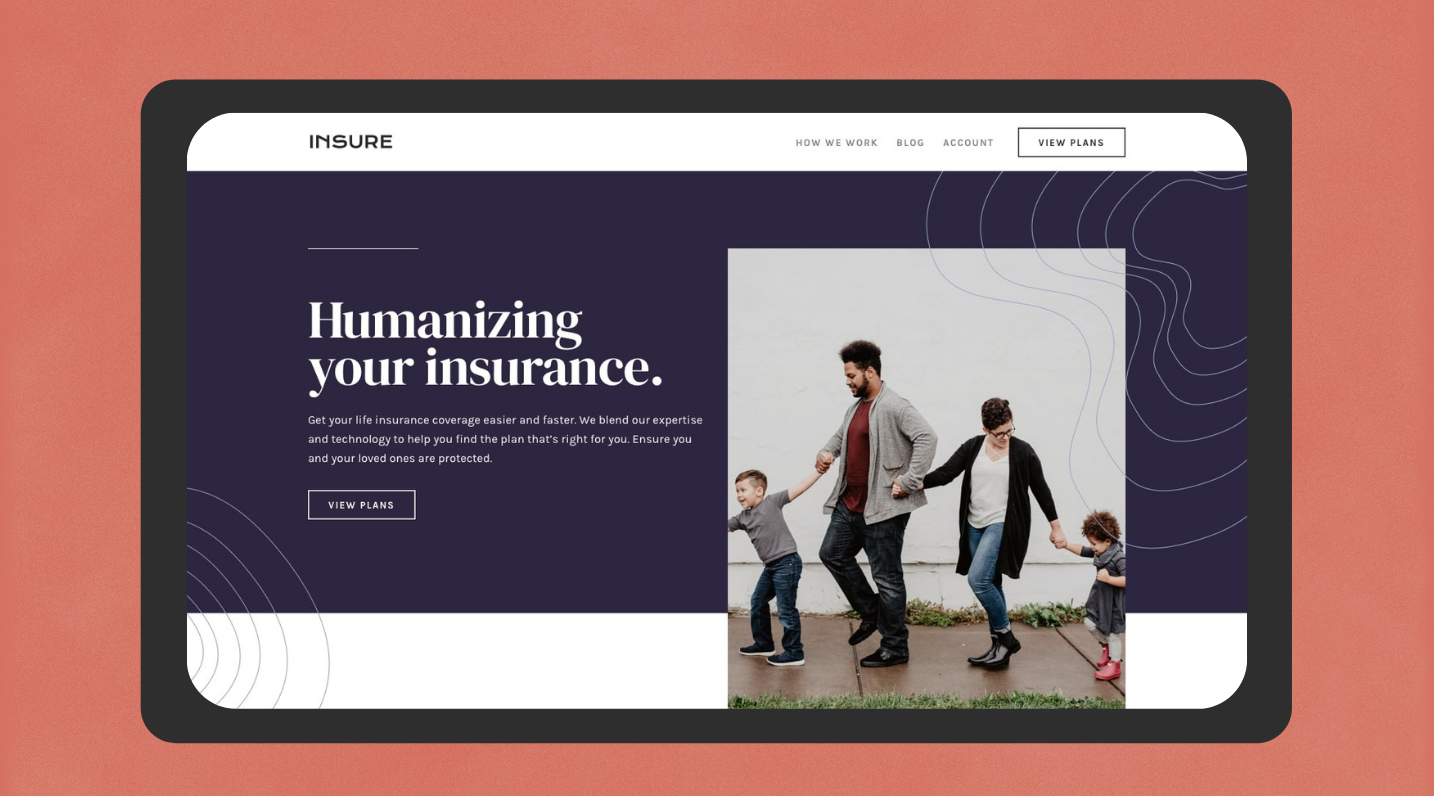 INSURE
HOW WE WORK BLOG ACCOUNT VIEW PLANS
Humanizing
your insurance.
Get your life insurance coverage easier and faster. We blend our expertise
and technology to help you find the plan that's right for you. Ensure you
and your loved ones are protected.
VIEW PLANS